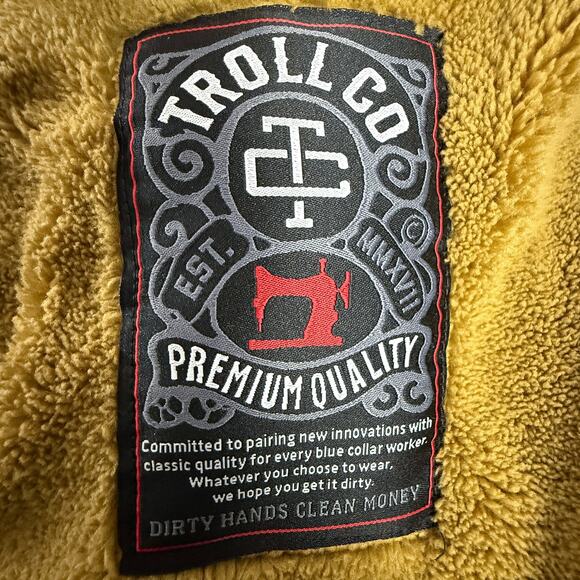 TROLL CO
TC
©
EST. MMXVII
PREMIUM QUALITY
Committed to pairing new innovations with
classic quality for every blue collar worker.
Whatever you choose to wear,
we hope you get it dirty.
DIRTY HANDS CLEAN MONEY